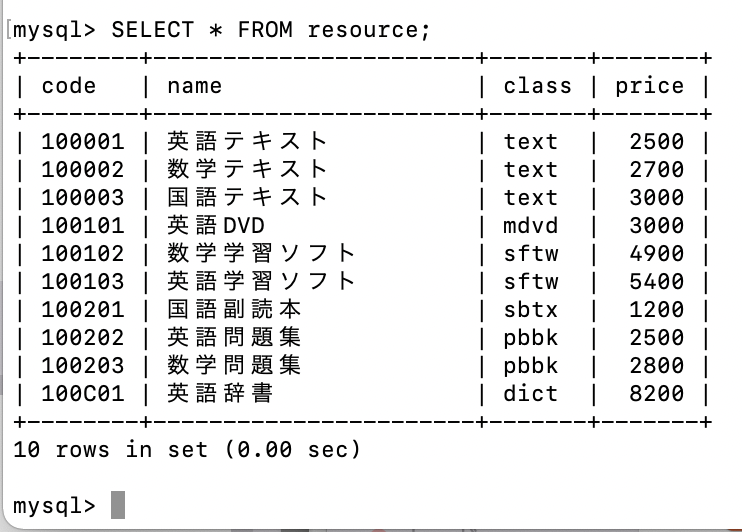 mysql> SELECT * FROM resource;
+--------+-----------------------+-------+-------+
| code   | name                  | class | price |
+--------+-----------------------+-------+-------+
| 100001 | 英語テキスト | text  |  2500 |
| 100002 | 数学テキスト | text  |  2700 |
| 100003 | 国語テキスト | text  |  3000 |
| 100101 | 英語DVD | mdvd  |  3000 |
| 100102 | 数学学習ソフト | sftw  |  4900 |
| 100103 | 英語学習ソフト | sftw  |  5400 |
| 100201 | 国語副読本 | sbtx  |  1200 |
| 100202 | 英語問題集 | pbbk  |  2500 |
| 100203 | 数学問題集 | pbbk  |  2800 |
| 100C01 | 英語辞書 | dict  |  8200 |
+--------+-----------------------+-------+-------+
10 rows in set (0.00 sec)
mysql>